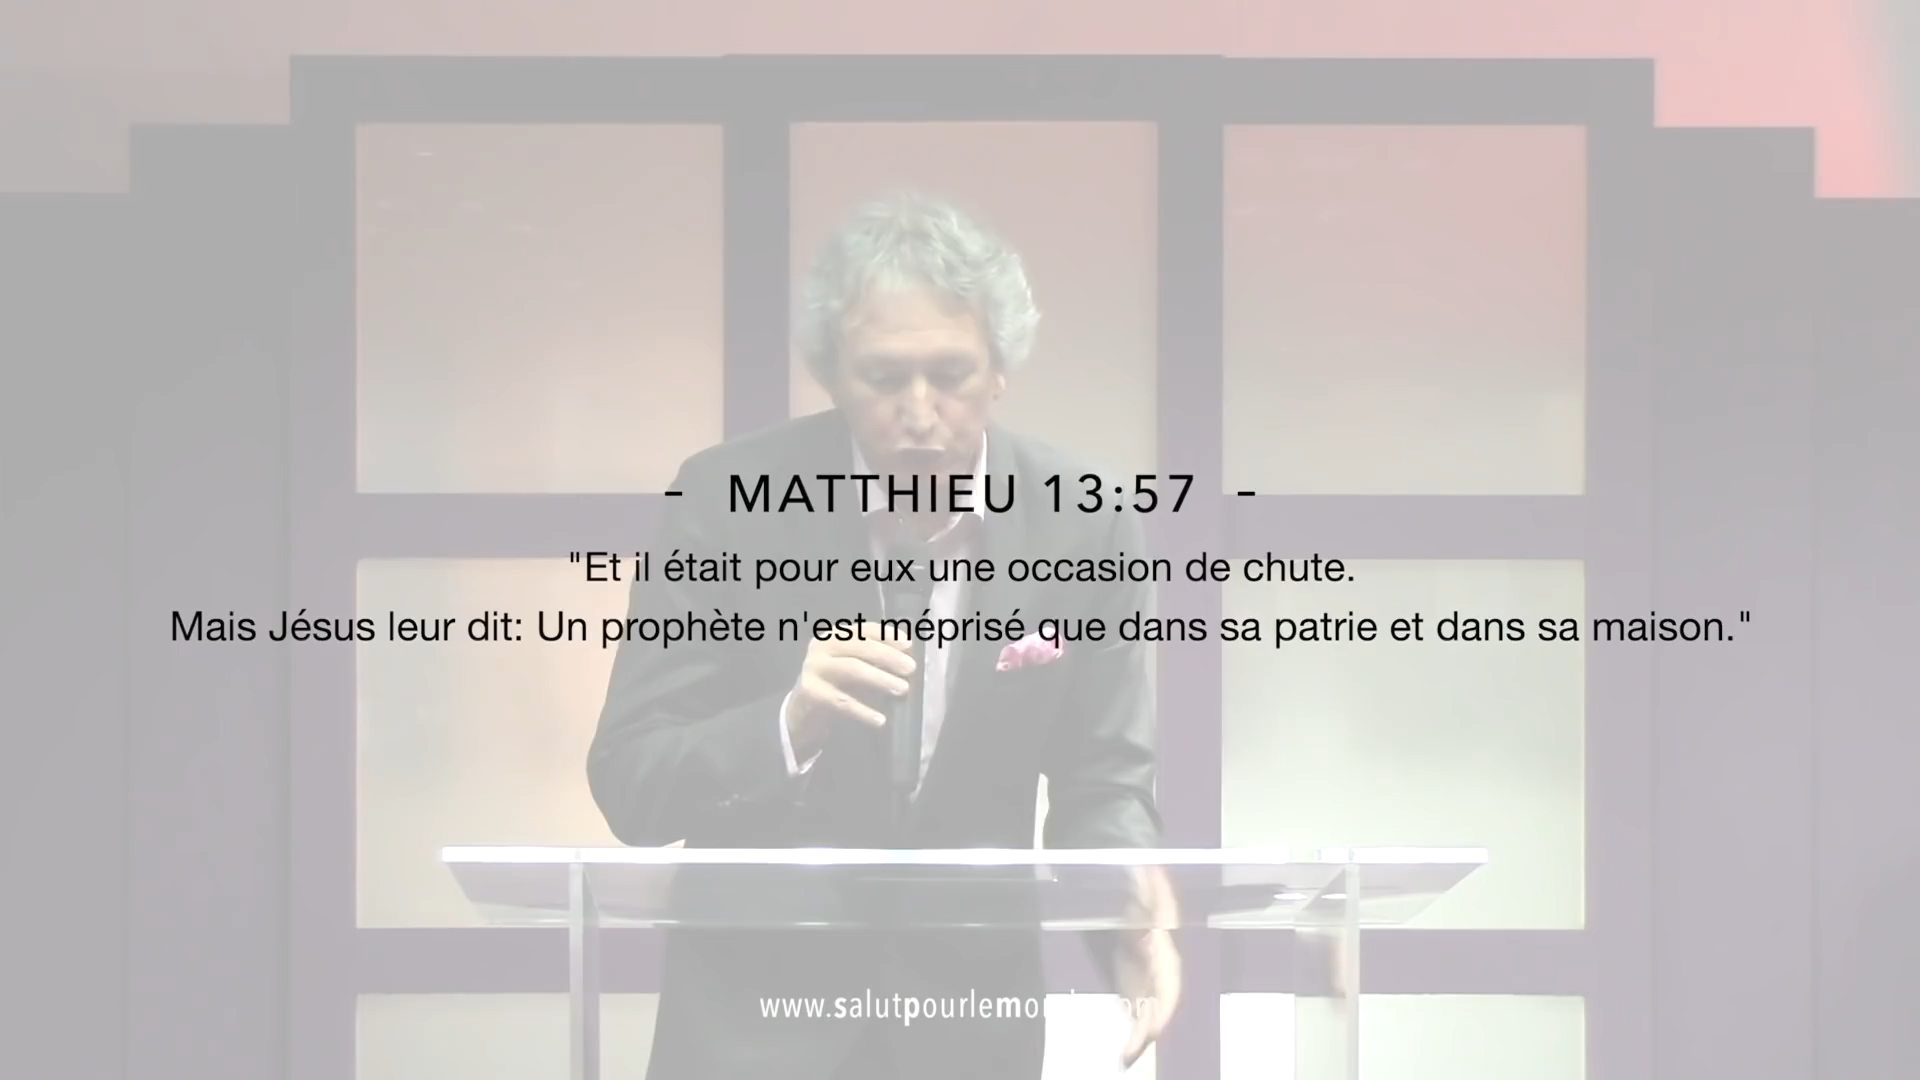 - MATTHIEU 13:57 -
"Et il était pour eux une occasion de chute.
Mais Jésus leur dit: Un prophète n'est méprisé que dans sa patrie et dans sa maison."